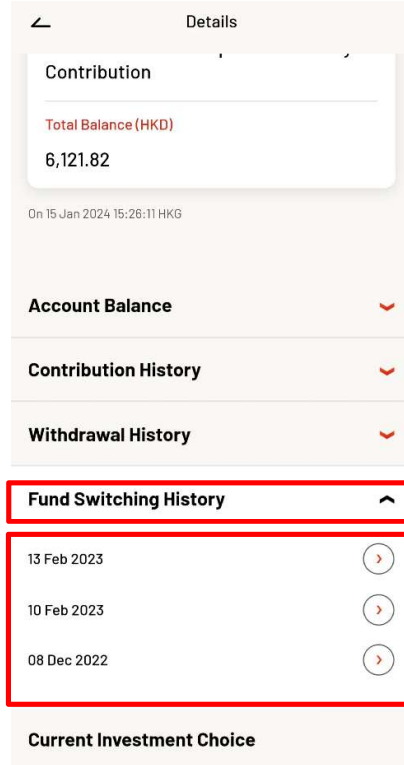 Details
Contribution
Total Balance (HKD)
6,121.82
On 15 Jan 2024 15:26:11 HKG
Account Balance
Contribution History
Withdrawal History
Fund Switching History
13 Feb 2023
10 Feb 2023
08 Dec 2022
Current Investment Choice